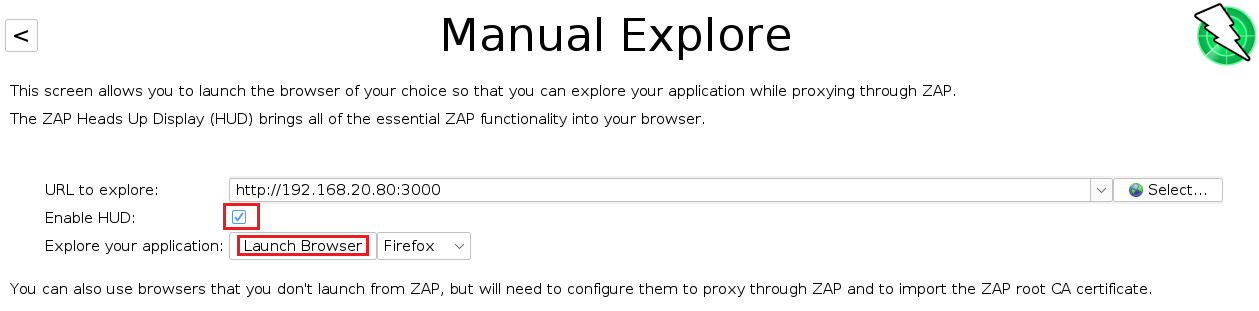 <
Manual Explore
This screen allows you to launch the browser of your choice so that you can explore your application while proxying through ZAP.
The ZAP Heads Up Display (HUD) brings all of the essential ZAP functionality into your browser.
URL to explore: http://192.168.20.80:3000 Select...
Enable HUD:
Explore your application: Launch Browser Firefox
You can also use browsers that you don't launch from ZAP, but will need to configure them to proxy through ZAP and to import the ZAP root CA certificate.